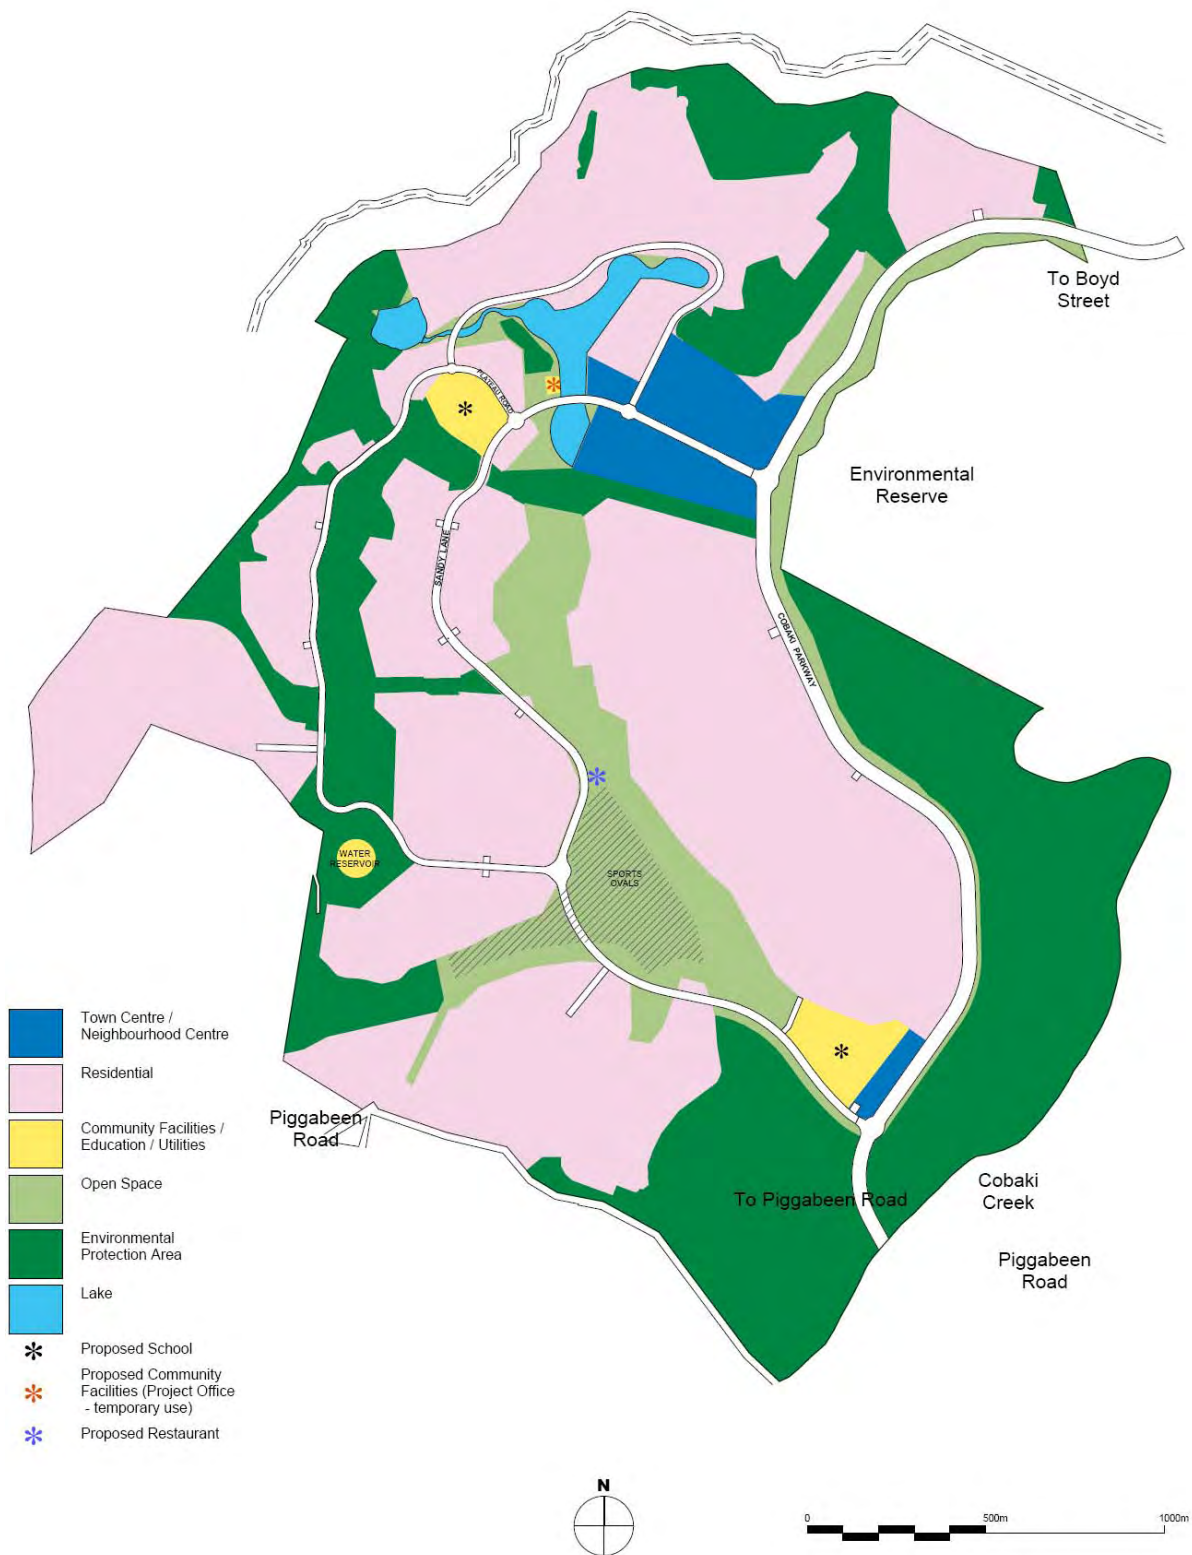 To Boyd
Street
PLATEAU ROAD
Environmental
Reserve
SANDY LANE
COBAKI PARKWAY
WATER
RESERVOIR
SPORTS
OVALS
Town Centre /
Neighbourhood Centre
Residential
Community Facilities /
Education / Utilities
Open Space
Environmental
Protection Area
Lake
Proposed School
Proposed Community
Facilities (Project Office
- temporary use)
Proposed Restaurant
Piggabeen
Road
To Piggabeen Road
Cobaki
Creek
Piggabeen
Road
N
0 500m 1000m